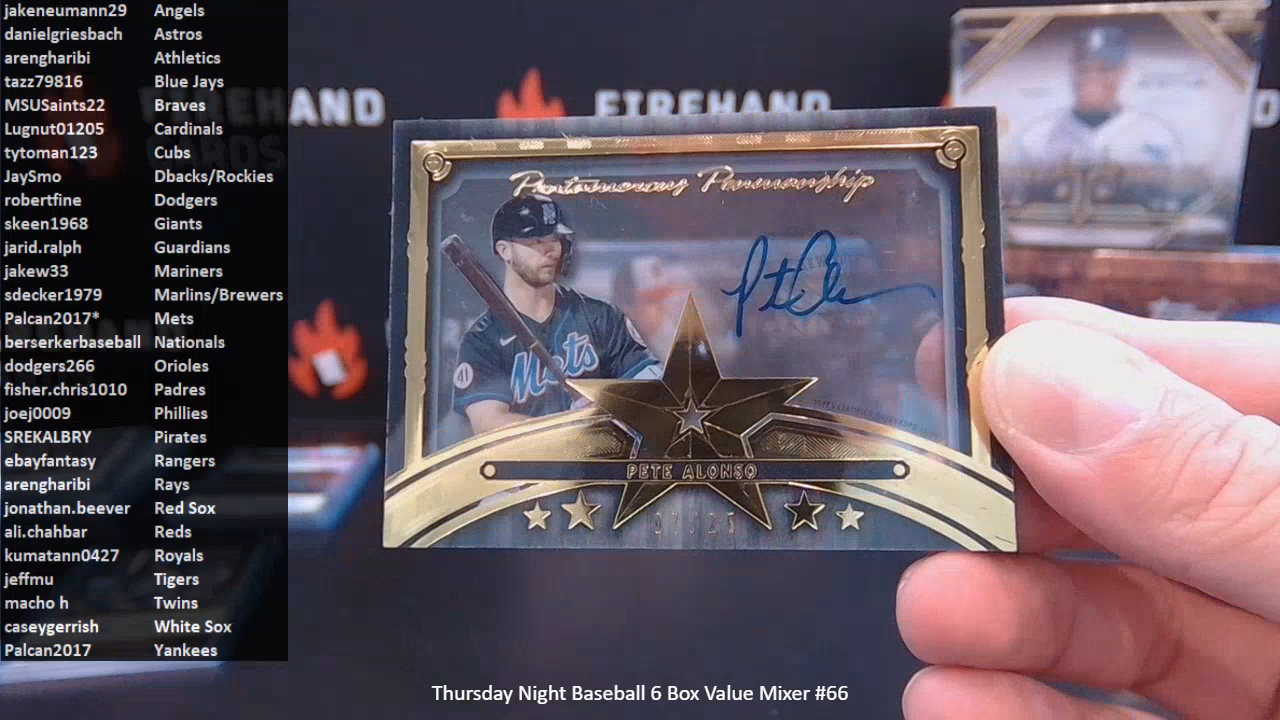 jakeneumann29 Angels
danielgriesbach Astros
arengharibi Athletics
tazz79816 Blue Jays
MSUSaints22 Braves
Lugnut01205 Cardinals
tytoman123 Cubs
JaySmo Dbacks/Rockies
robertfine Dodgers
skeen1968 Giants
jarid.ralph Guardians
jakew33 Mariners
sdecker1979 Marlins/Brewers
Palcan2017* Mets
berserkerbaseball Nationals
dodgers266 Orioles
fisher.chris1010 Padres
joej0009 Phillies
SREKALBRY Pirates
ebayfantasy Rangers
arengharibi Rays
jonathan.beever Red Sox
ali.chahbar Reds
kumatann0427 Royals
jeffmu Tigers
macho h Twins
caseygerrish White Sox
Palcan2017 Yankees
FIREHAND
CARDS
FIREHAND
Penmanship
Mets
41
PETE ALONSO
Thursday Night Baseball 6 Box Value Mixer #66